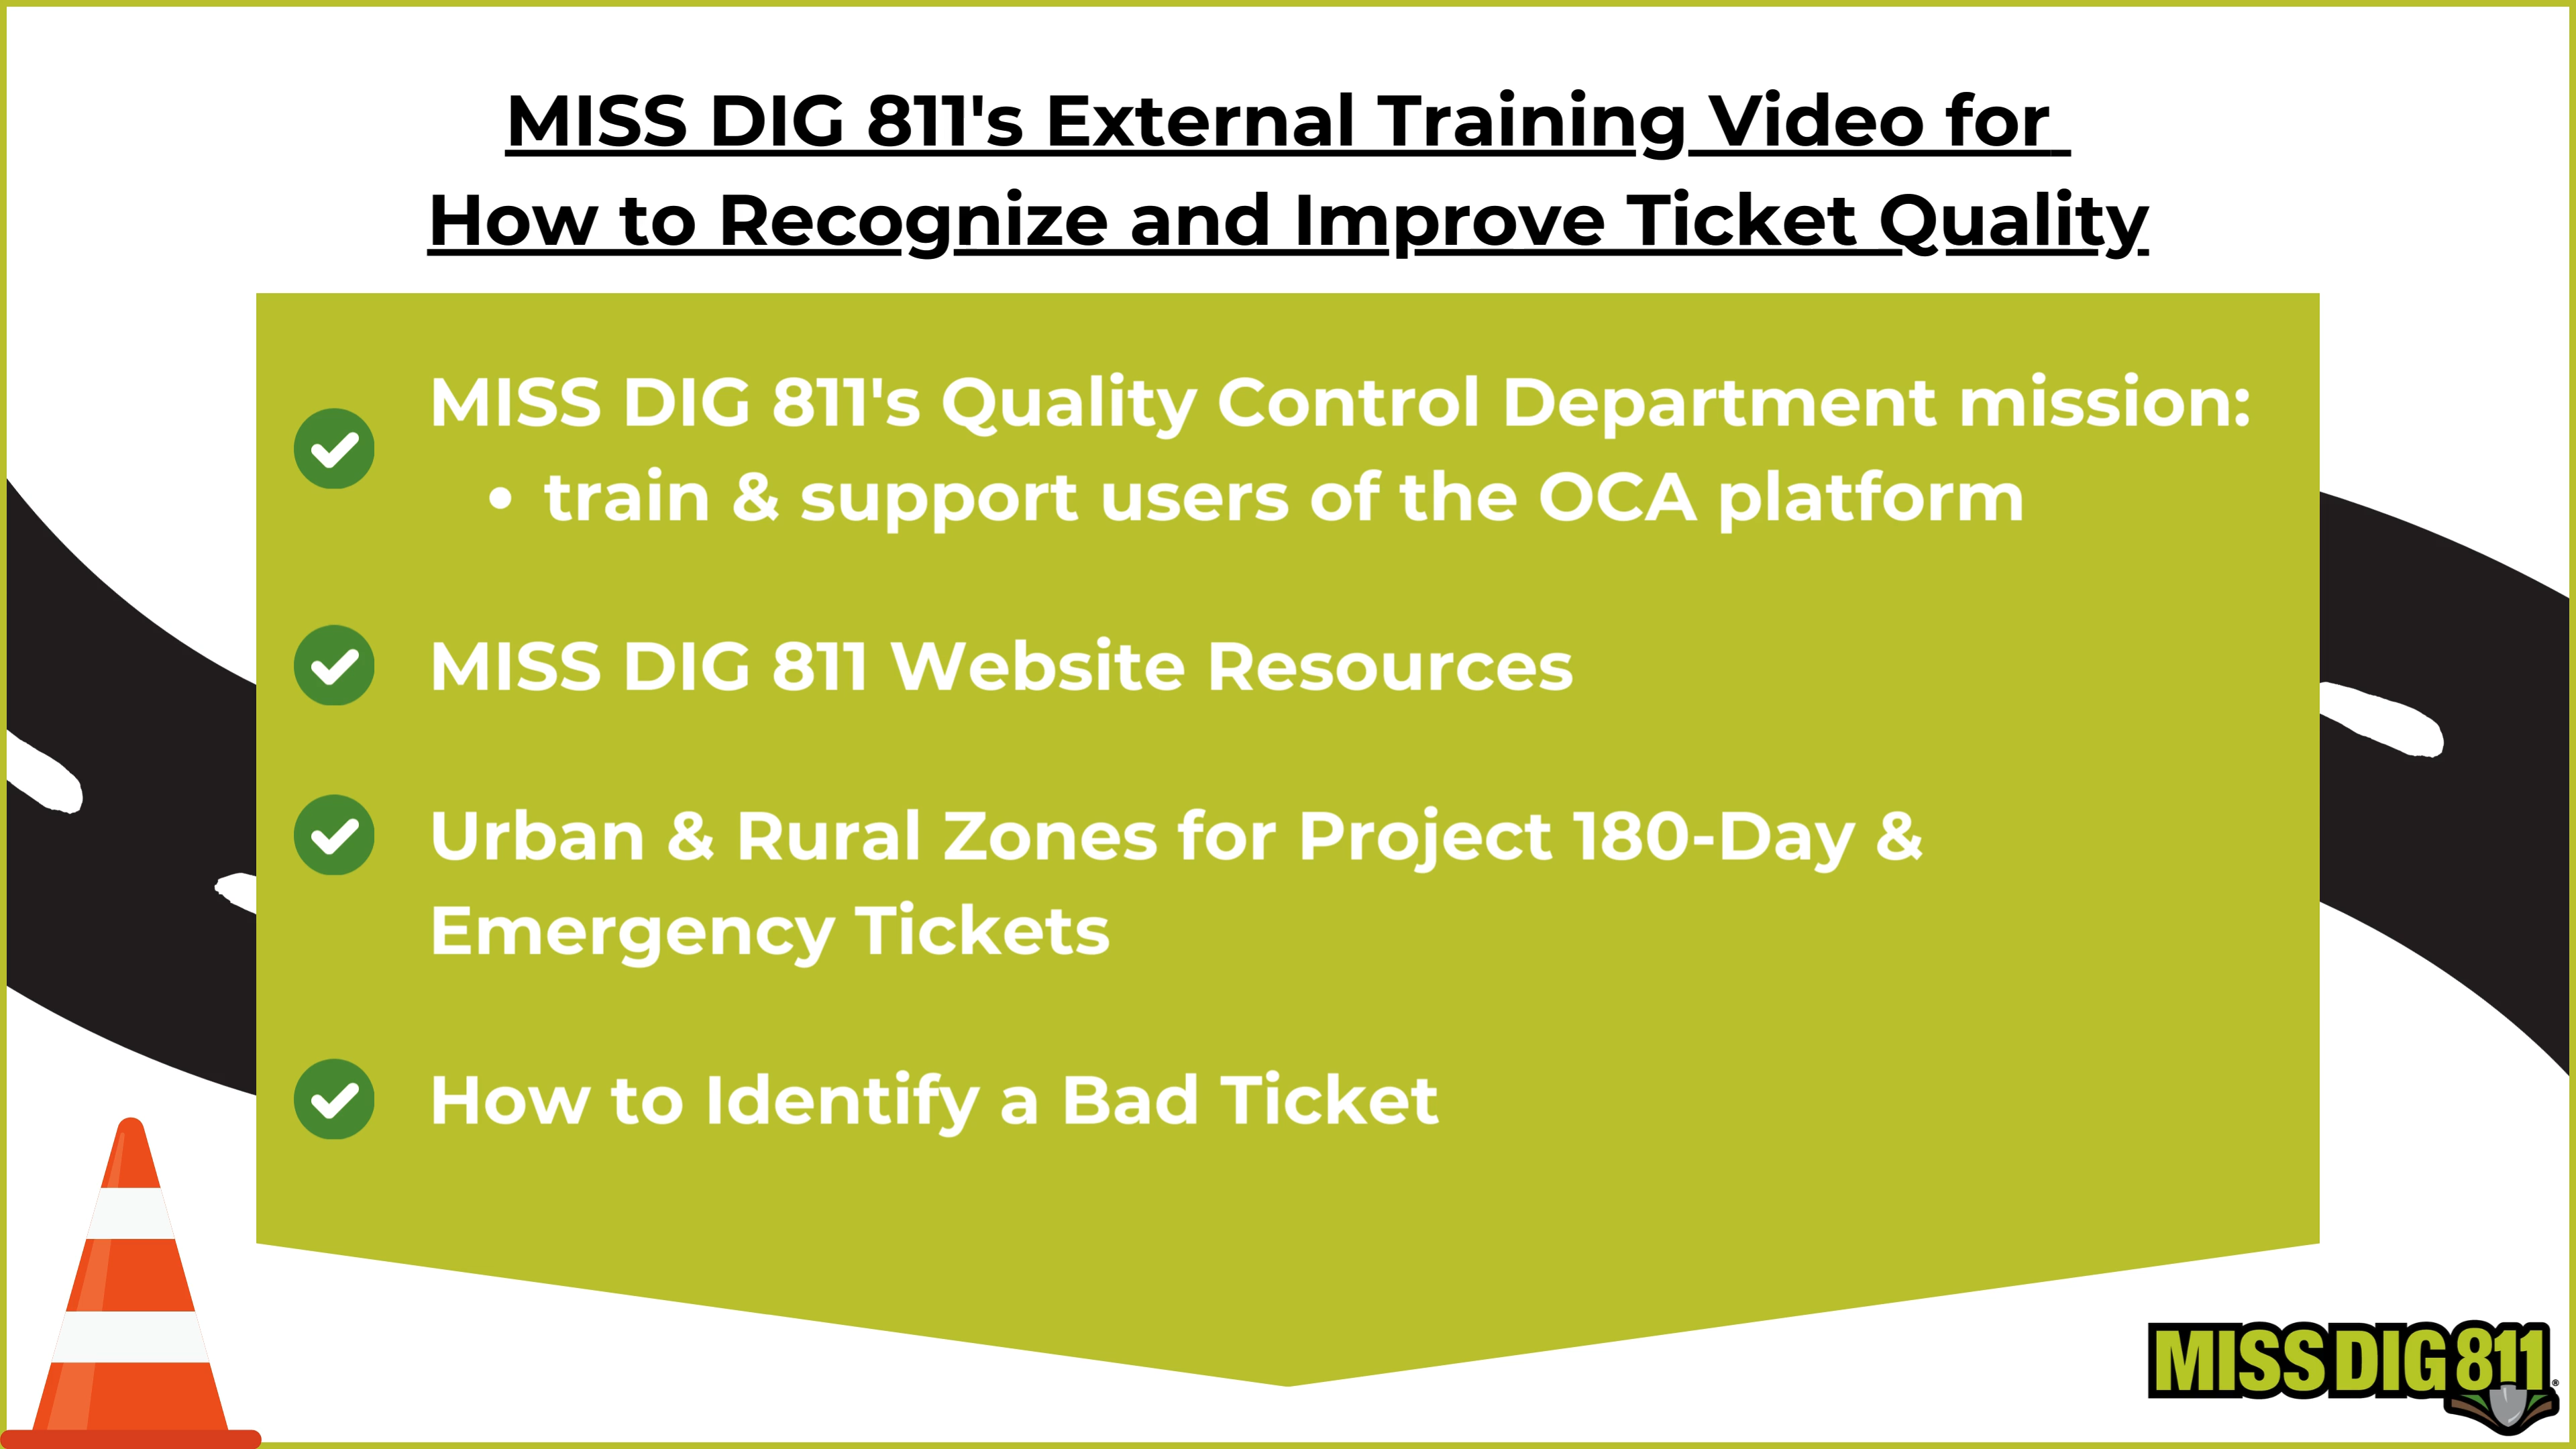 MISS DIG 811's External Training Video for
How to Recognize and Improve Ticket Quality
MISS DIG 811's Quality Control Department mission:
• train & support users of the OCA platform
MISS DIG 811 Website Resources
Urban & Rural Zones for Project 180-Day &
Emergency Tickets
How to Identify a Bad Ticket
MISS DIG 811®